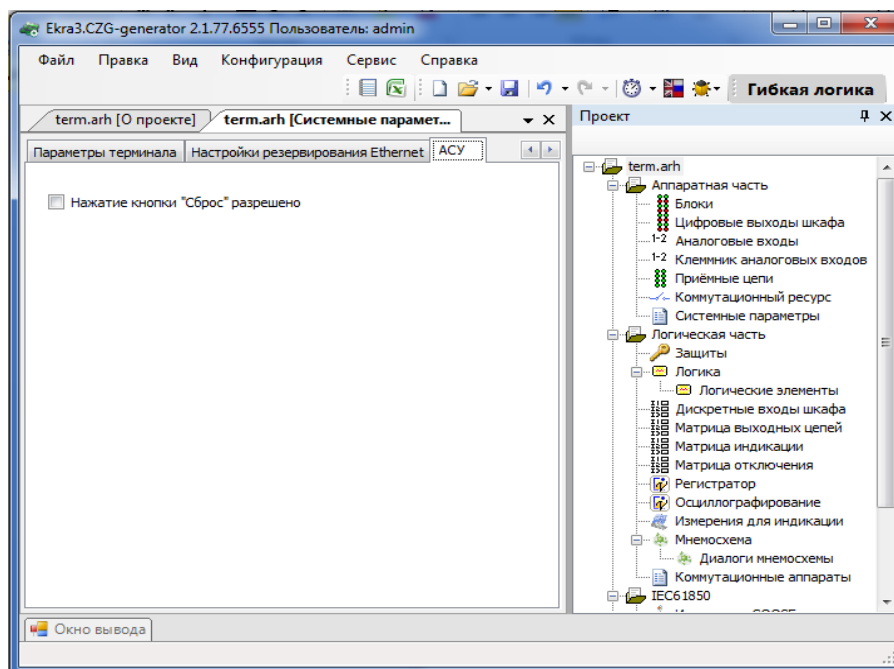 Ekra3.CZG-generator 2.1.77.6555 Пользователь: admin
Файл Правка Вид Конфигурация Сервис Справка
Гибкая логика
term.arh [О проекте] term.arh [Системные парамет...
Проект
Параметры терминала Настройки резервирования Ethernet АСУ
Нажатие кнопки "Сброс" разрешено
term.arh
Аппаратная часть
Блоки
Цифровые выходы шкафа
1-2 Аналоговые входы
1-2 Клеммник аналоговых входов
Приёмные цепи
Коммутационный ресурс
Системные параметры
Логическая часть
Защиты
Логика
Логические элементы
Дискретные входы шкафа
Матрица выходных цепей
Матрица индикации
Матрица отключения
Регистратор
Осциллографирование
Измерения для индикации
Мнемосхема
Диалоги мнемосхемы
Коммутационные аппараты
IEC61850
Окно вывода